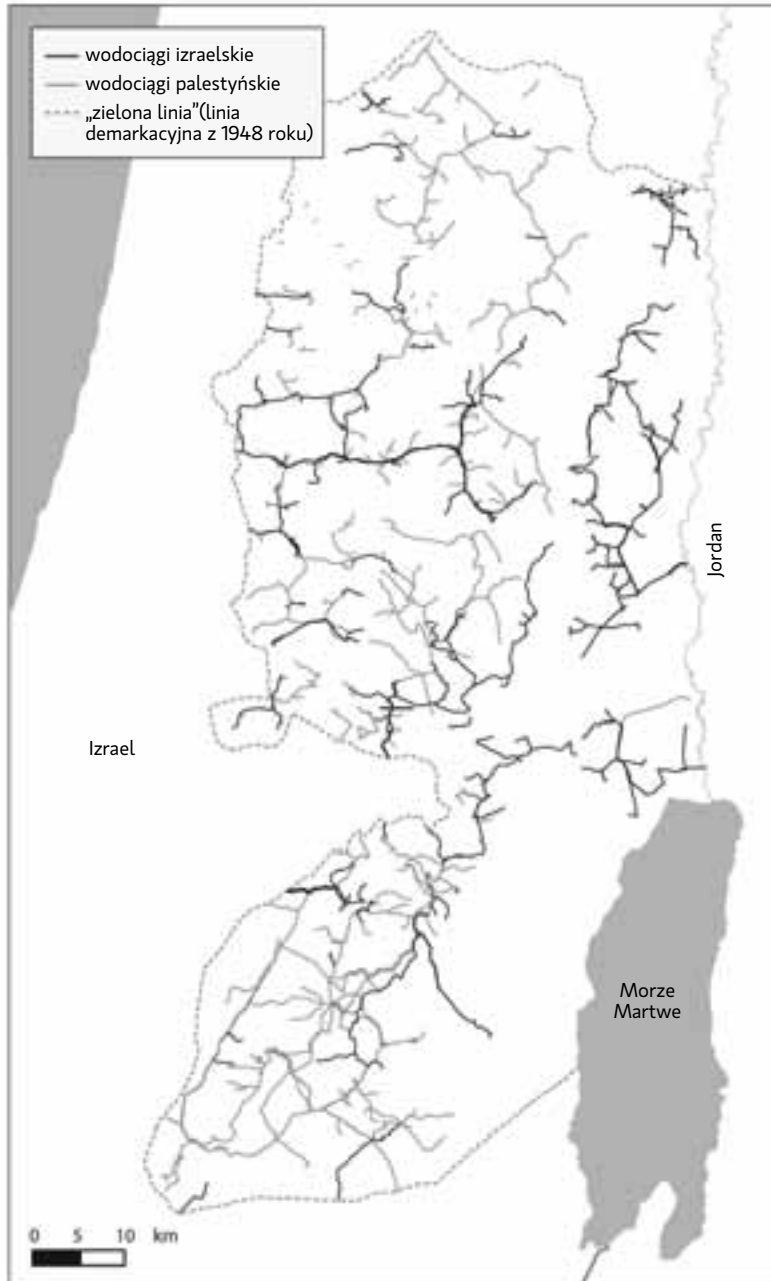 wodociągi izraelskie
wodociągi palestyńskie
„zielona linia”(linia
demarkacyjna z 1948 roku)
Jordan
Izrael
Morze
Martwe
0 5 10 km